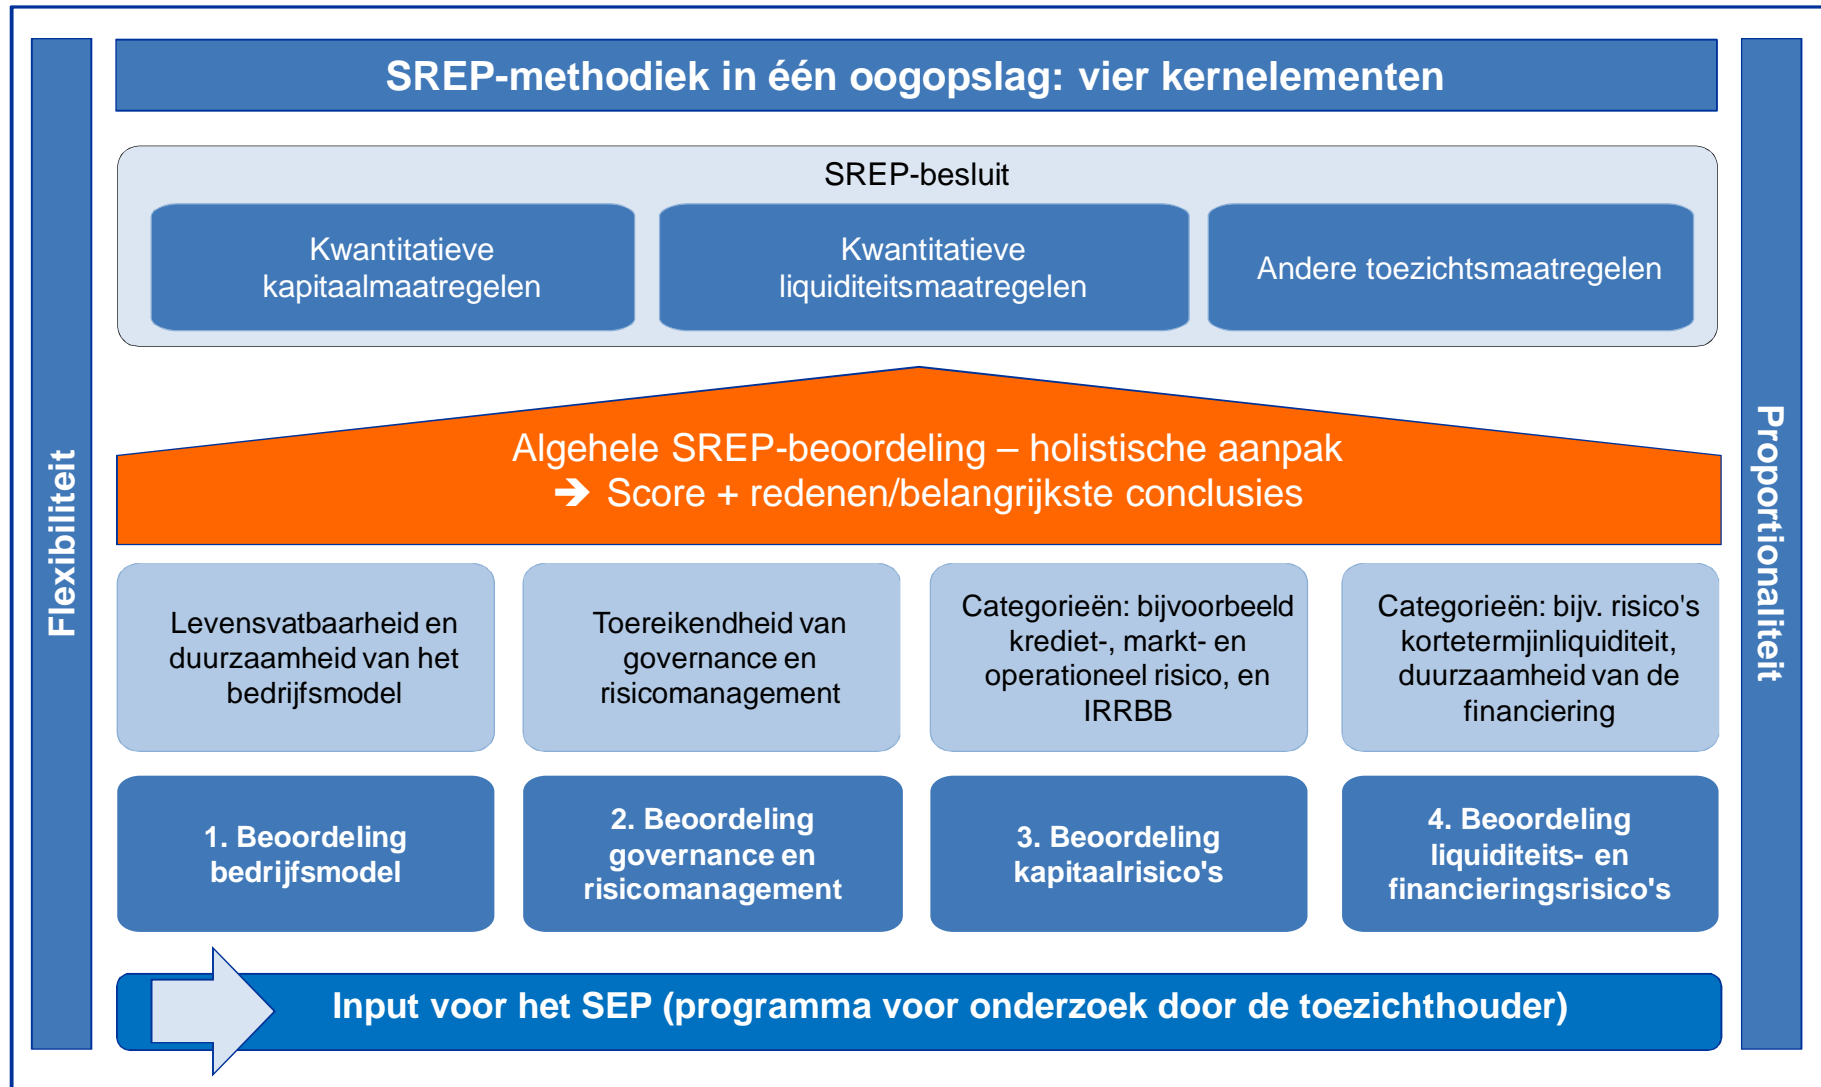 SREP-methodiek in één oogopslag: vier kernelementen
Flexibiliteit
Proportionaliteit
SREP-besluit
Kwantitatieve
kapitaalmaatregelen
Kwantitatieve
liquiditeitsmaatregelen
Andere toezichtsmaatregelen
Algehele SREP-beoordeling – holistische aanpak
➔ Score + redenen/belangrijkste conclusies
Levensvatbaarheid en
duurzaamheid van het
bedrijfsmodel
Toereikendheid van
governance en
risicomanagement
Categorieën: bijvoorbeeld
krediet-, markt- en
operationeel risico, en
IRRBB
Categorieën: bijv. risico's
kortetermjinliquiditeit,
duurzaamheid van de
financiering
1. Beoordeling
bedrijfsmodel
2. Beoordeling
governance en
risicomanagement
3. Beoordeling
kapitaalrisico's
4. Beoordeling
liquiditeits- en
financieringsrisico's
Input voor het SEP (programma voor onderzoek door de toezichthouder)